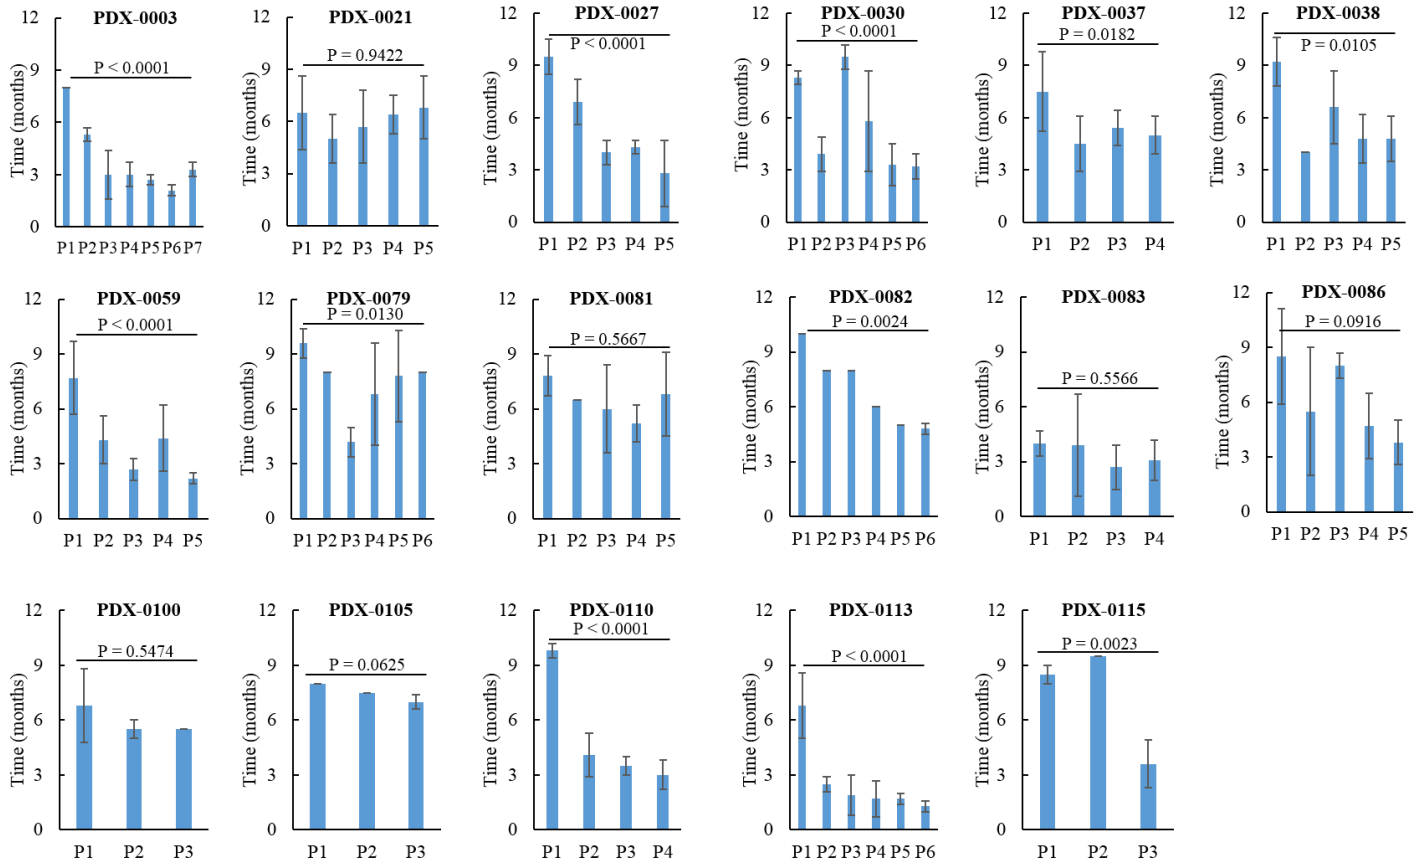 PDX-0003
P < 0.0001
Time (months)
12
9
6
3
0
P1 P2 P3 P4 P5 P6 P7
PDX-0021
P = 0.9422
Time (months)
12
9
6
3
0
P1 P2 P3 P4 P5
PDX-0027
P < 0.0001
Time (months)
12
9
6
3
0
P1 P2 P3 P4 P5
PDX-0030
P < 0.0001
Time (months)
12
9
6
3
0
P1 P2 P3 P4 P5 P6
PDX-0037
P = 0.0182
Time (months)
12
9
6
3
0
P1 P2 P3 P4
PDX-0038
P = 0.0105
Time (months)
12
9
6
3
0
P1 P2 P3 P4 P5
PDX-0059
P < 0.0001
Time (months)
12
9
6
3
0
P1 P2 P3 P4 P5
PDX-0079
P = 0.0130
Time (months)
12
9
6
3
0
P1 P2 P3 P4 P5 P6
PDX-0081
P = 0.5667
Time (months)
12
9
6
3
0
P1 P2 P3 P4 P5
PDX-0082
P = 0.0024
Time (months)
12
9
6
3
0
P1 P2 P3 P4 P5 P6
PDX-0083
P = 0.5566
Time (months)
12
9
6
3
0
P1 P2 P3 P4
PDX-0086
P = 0.0916
Time (months)
12
9
6
3
0
P1 P2 P3 P4 P5
PDX-0100
P = 0.5474
Time (months)
12
9
6
3
0
P1 P2 P3
PDX-0105
P = 0.0625
Time (months)
12
9
6
3
0
P1 P2 P3
PDX-0110
P < 0.0001
Time (months)
12
9
6
3
0
P1 P2 P3 P4
PDX-0113
P < 0.0001
Time (months)
12
9
6
3
0
P1 P2 P3 P4 P5 P6
PDX-0115
P = 0.0023
Time (months)
12
9
6
3
0
P1 P2 P3